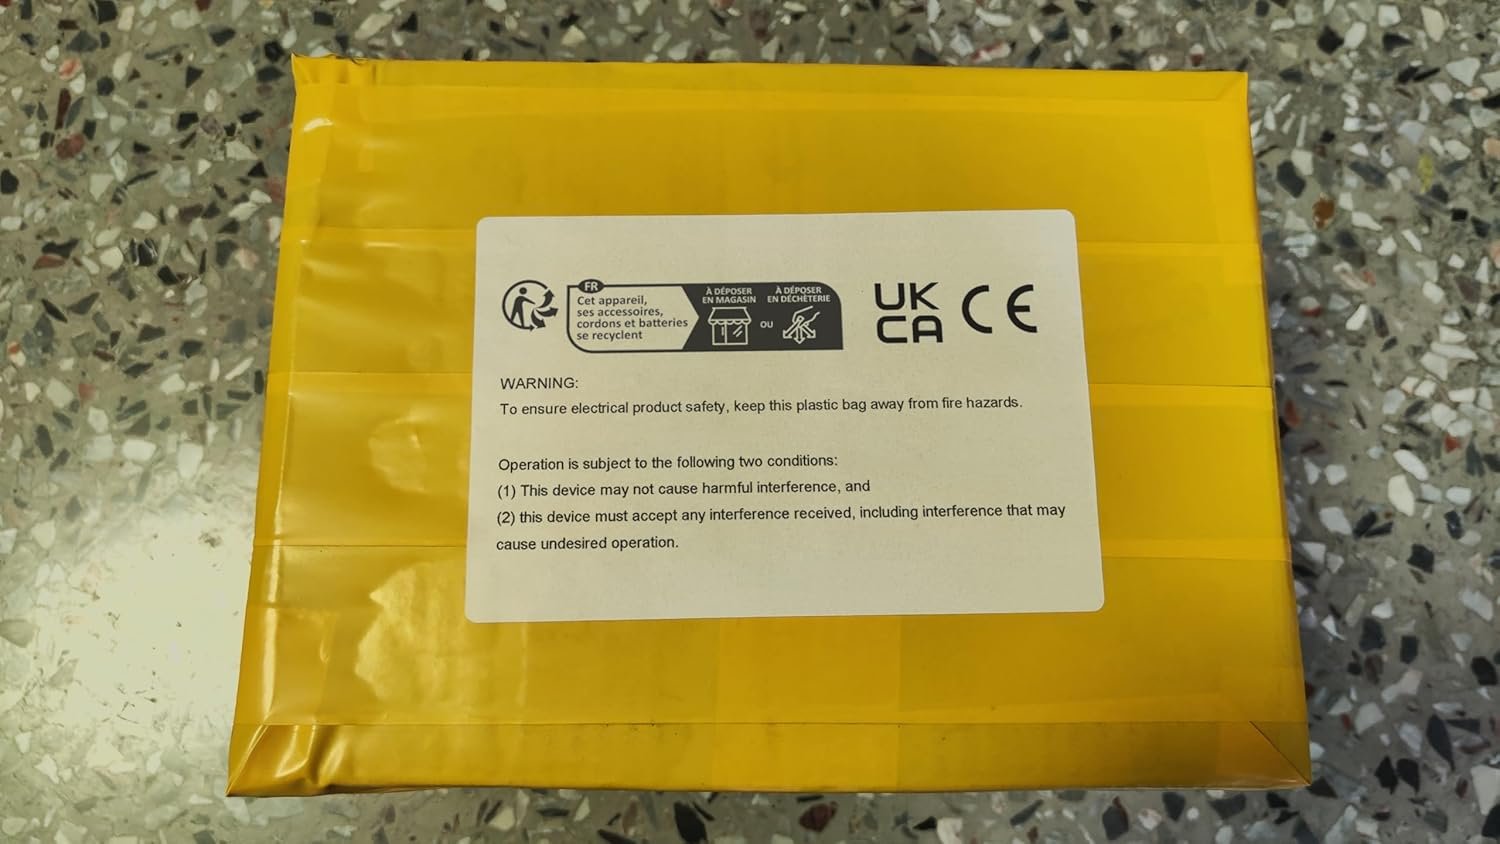 FR
Cet appareil,
ses accessoires,
cordons et batteries
se recyclent
À DÉPOSER
EN MAGASIN
OU
À DÉPOSER
EN DÉCHÈTERIE
UK
CA
CE
WARNING:
To ensure electrical product safety, keep this plastic bag away from fire hazards.
Operation is subject to the following two conditions:
(1) This device may not cause harmful interference, and
(2) this device must accept any interference received, including interference that may
cause undesired operation.